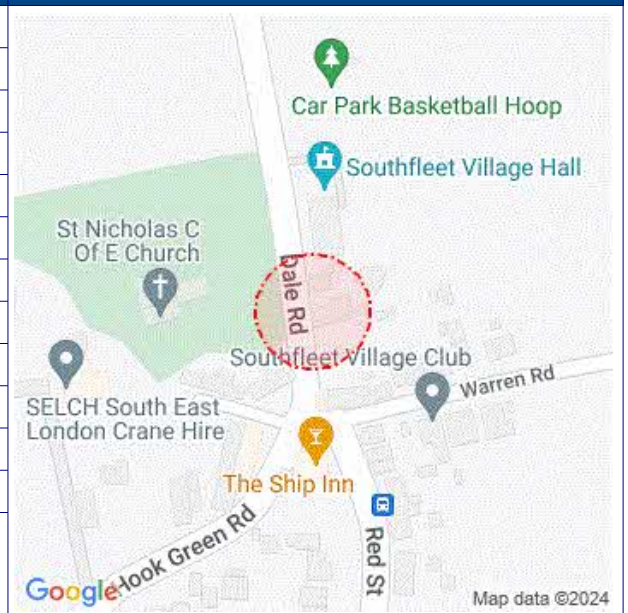 Car Park Basketball Hoop
Southfleet Village Hall
St Nicholas C
Of E Church
Dale Rd
Southfleet Village Club
Warren Rd
SELCH South East
London Crane Hire
The Ship Inn
Hook Green Rd
Red St
Google
Map data ©2024